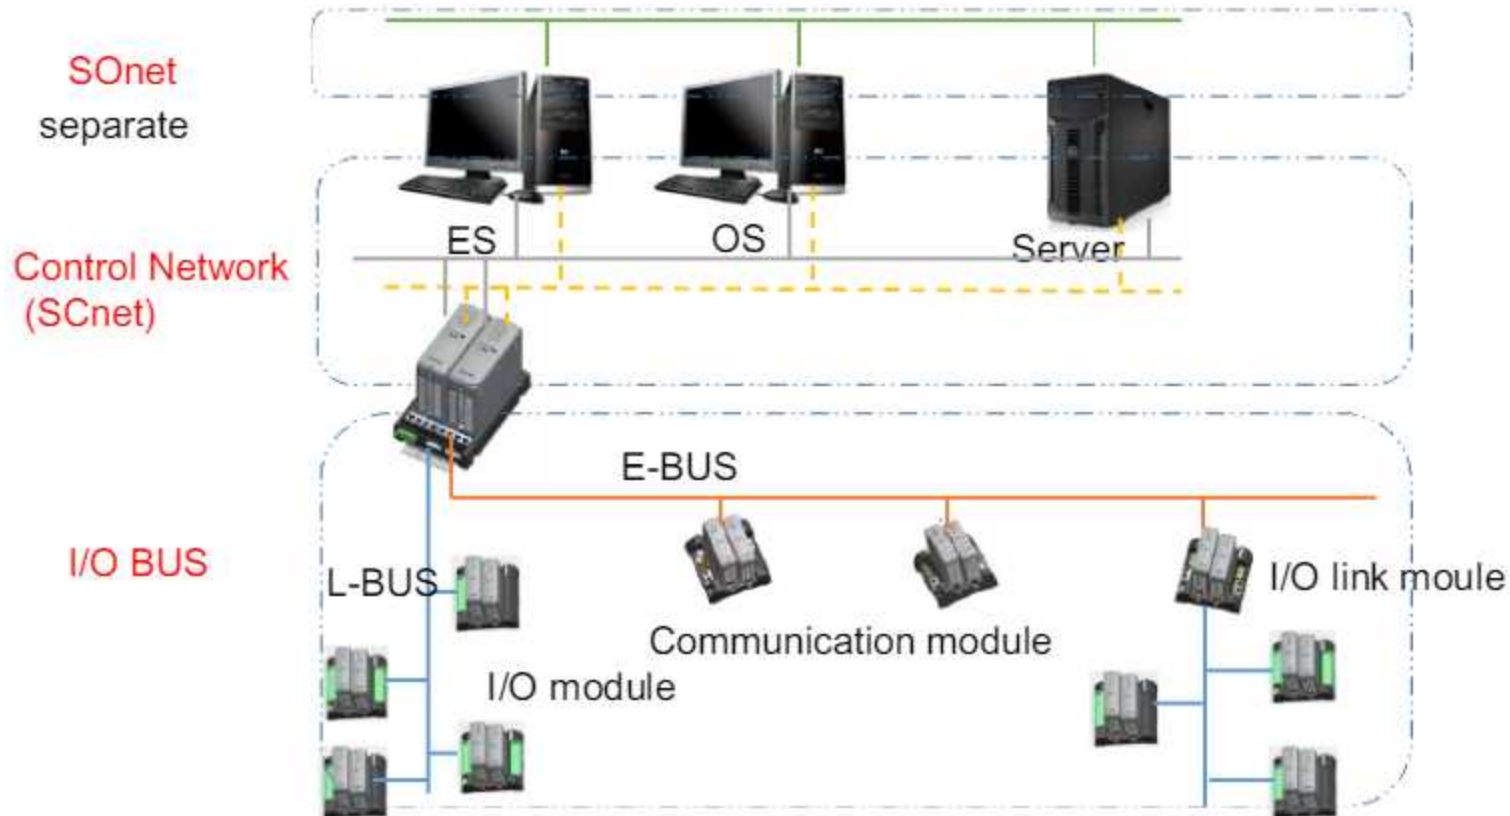 SOnet
separate
ES
OS
Server
Control Network
(SCnet)
E-BUS
I/O BUS
L-BUS
I/O link moule
Communication module
I/O module